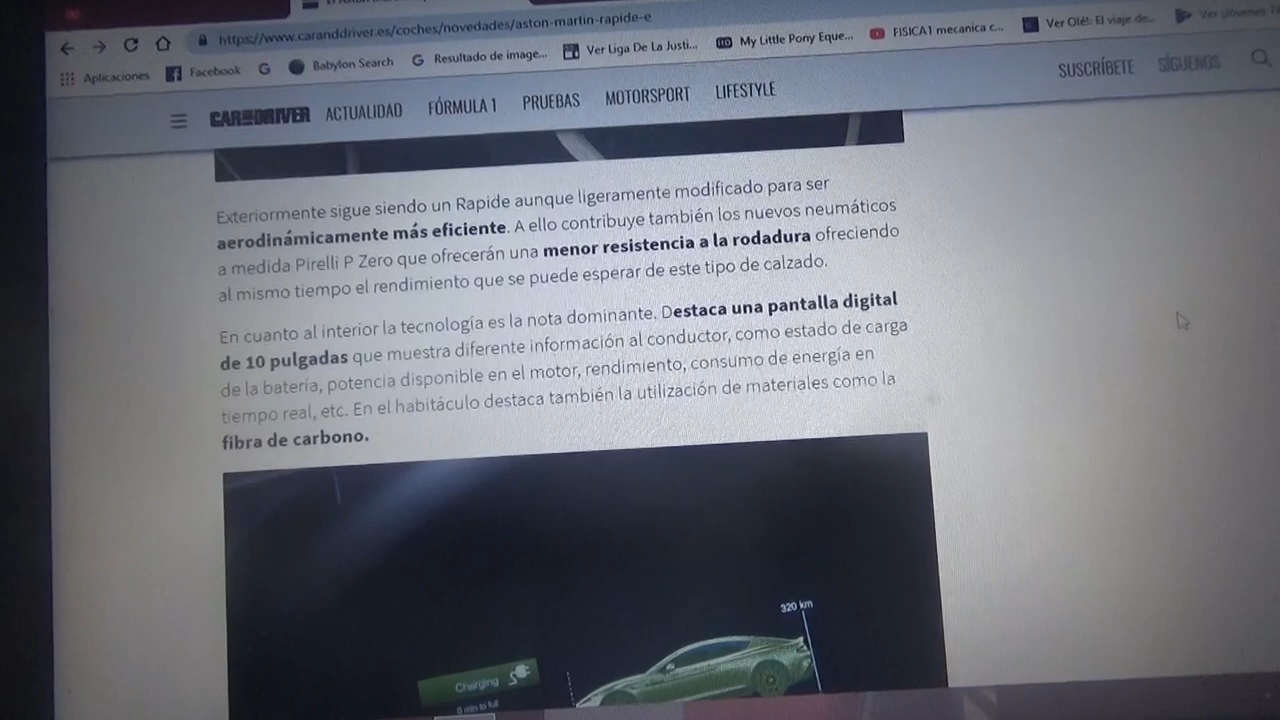 https://www.caranddriver.es/coches/novedades/aston-martin-rapide-e
Aplicaciones Facebook Babylon Search Resultado de image... Ver Liga De La Justi... My Little Pony Eque... FISICA1 mecanica c... Ver Olé!: El viaje de...
CAR AND DRIVER ACTUALIDAD FÓRMULA 1 PRUEBAS MOTORSPORT LIFESTYLE SUSCRÍBETE SÍGUENOS
Exteriormente sigue siendo un Rapide aunque ligeramente modificado para ser
aerodinámicamente más eficiente. A ello contribuye también los nuevos neumáticos
a medida Pirelli P Zero que ofrecerán una menor resistencia a la rodadura ofreciendo
al mismo tiempo el rendimiento que se puede esperar de este tipo de calzado.
En cuanto al interior la tecnología es la nota dominante. Destaca una pantalla digital
de 10 pulgadas que muestra diferente información al conductor, como estado de carga
de la batería, potencia disponible en el motor, rendimiento, consumo de energía en
tiempo real, etc. En el habitáculo destaca también la utilización de materiales como la
fibra de carbono.
320 km
Charging
0 min to full